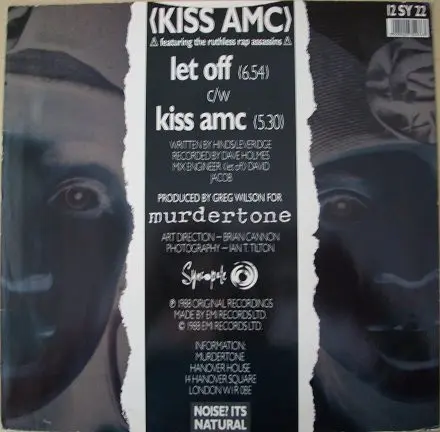 (KISS AMC)
12 SY 22
⚠ featuring the ruthless rap assassins ⚠
let off (6.54)
c/w
kiss amc (5.30)
WRITTEN BY HINDS/LEVERIDGE
RECORDED BY DAVE HOLMES
MIX ENGINEER (let off) DAVID
JACOB
PRODUCED BY GREG WILSON FOR
murdertone
ART DIRECTION – BRIAN CANNON
PHOTOGRAPHY – IAN T. TILTON
Syncopate
℗ 1988 ORIGINAL RECORDINGS
MADE BY EMI RECORDS LTD.
© 1988 EMI RECORDS LTD.
INFORMATION:
MURDERTONE
HANOVER HOUSE
14 HANOVER SQUARE
LONDON W1R 0BE
NOISE? ITS
NATURAL